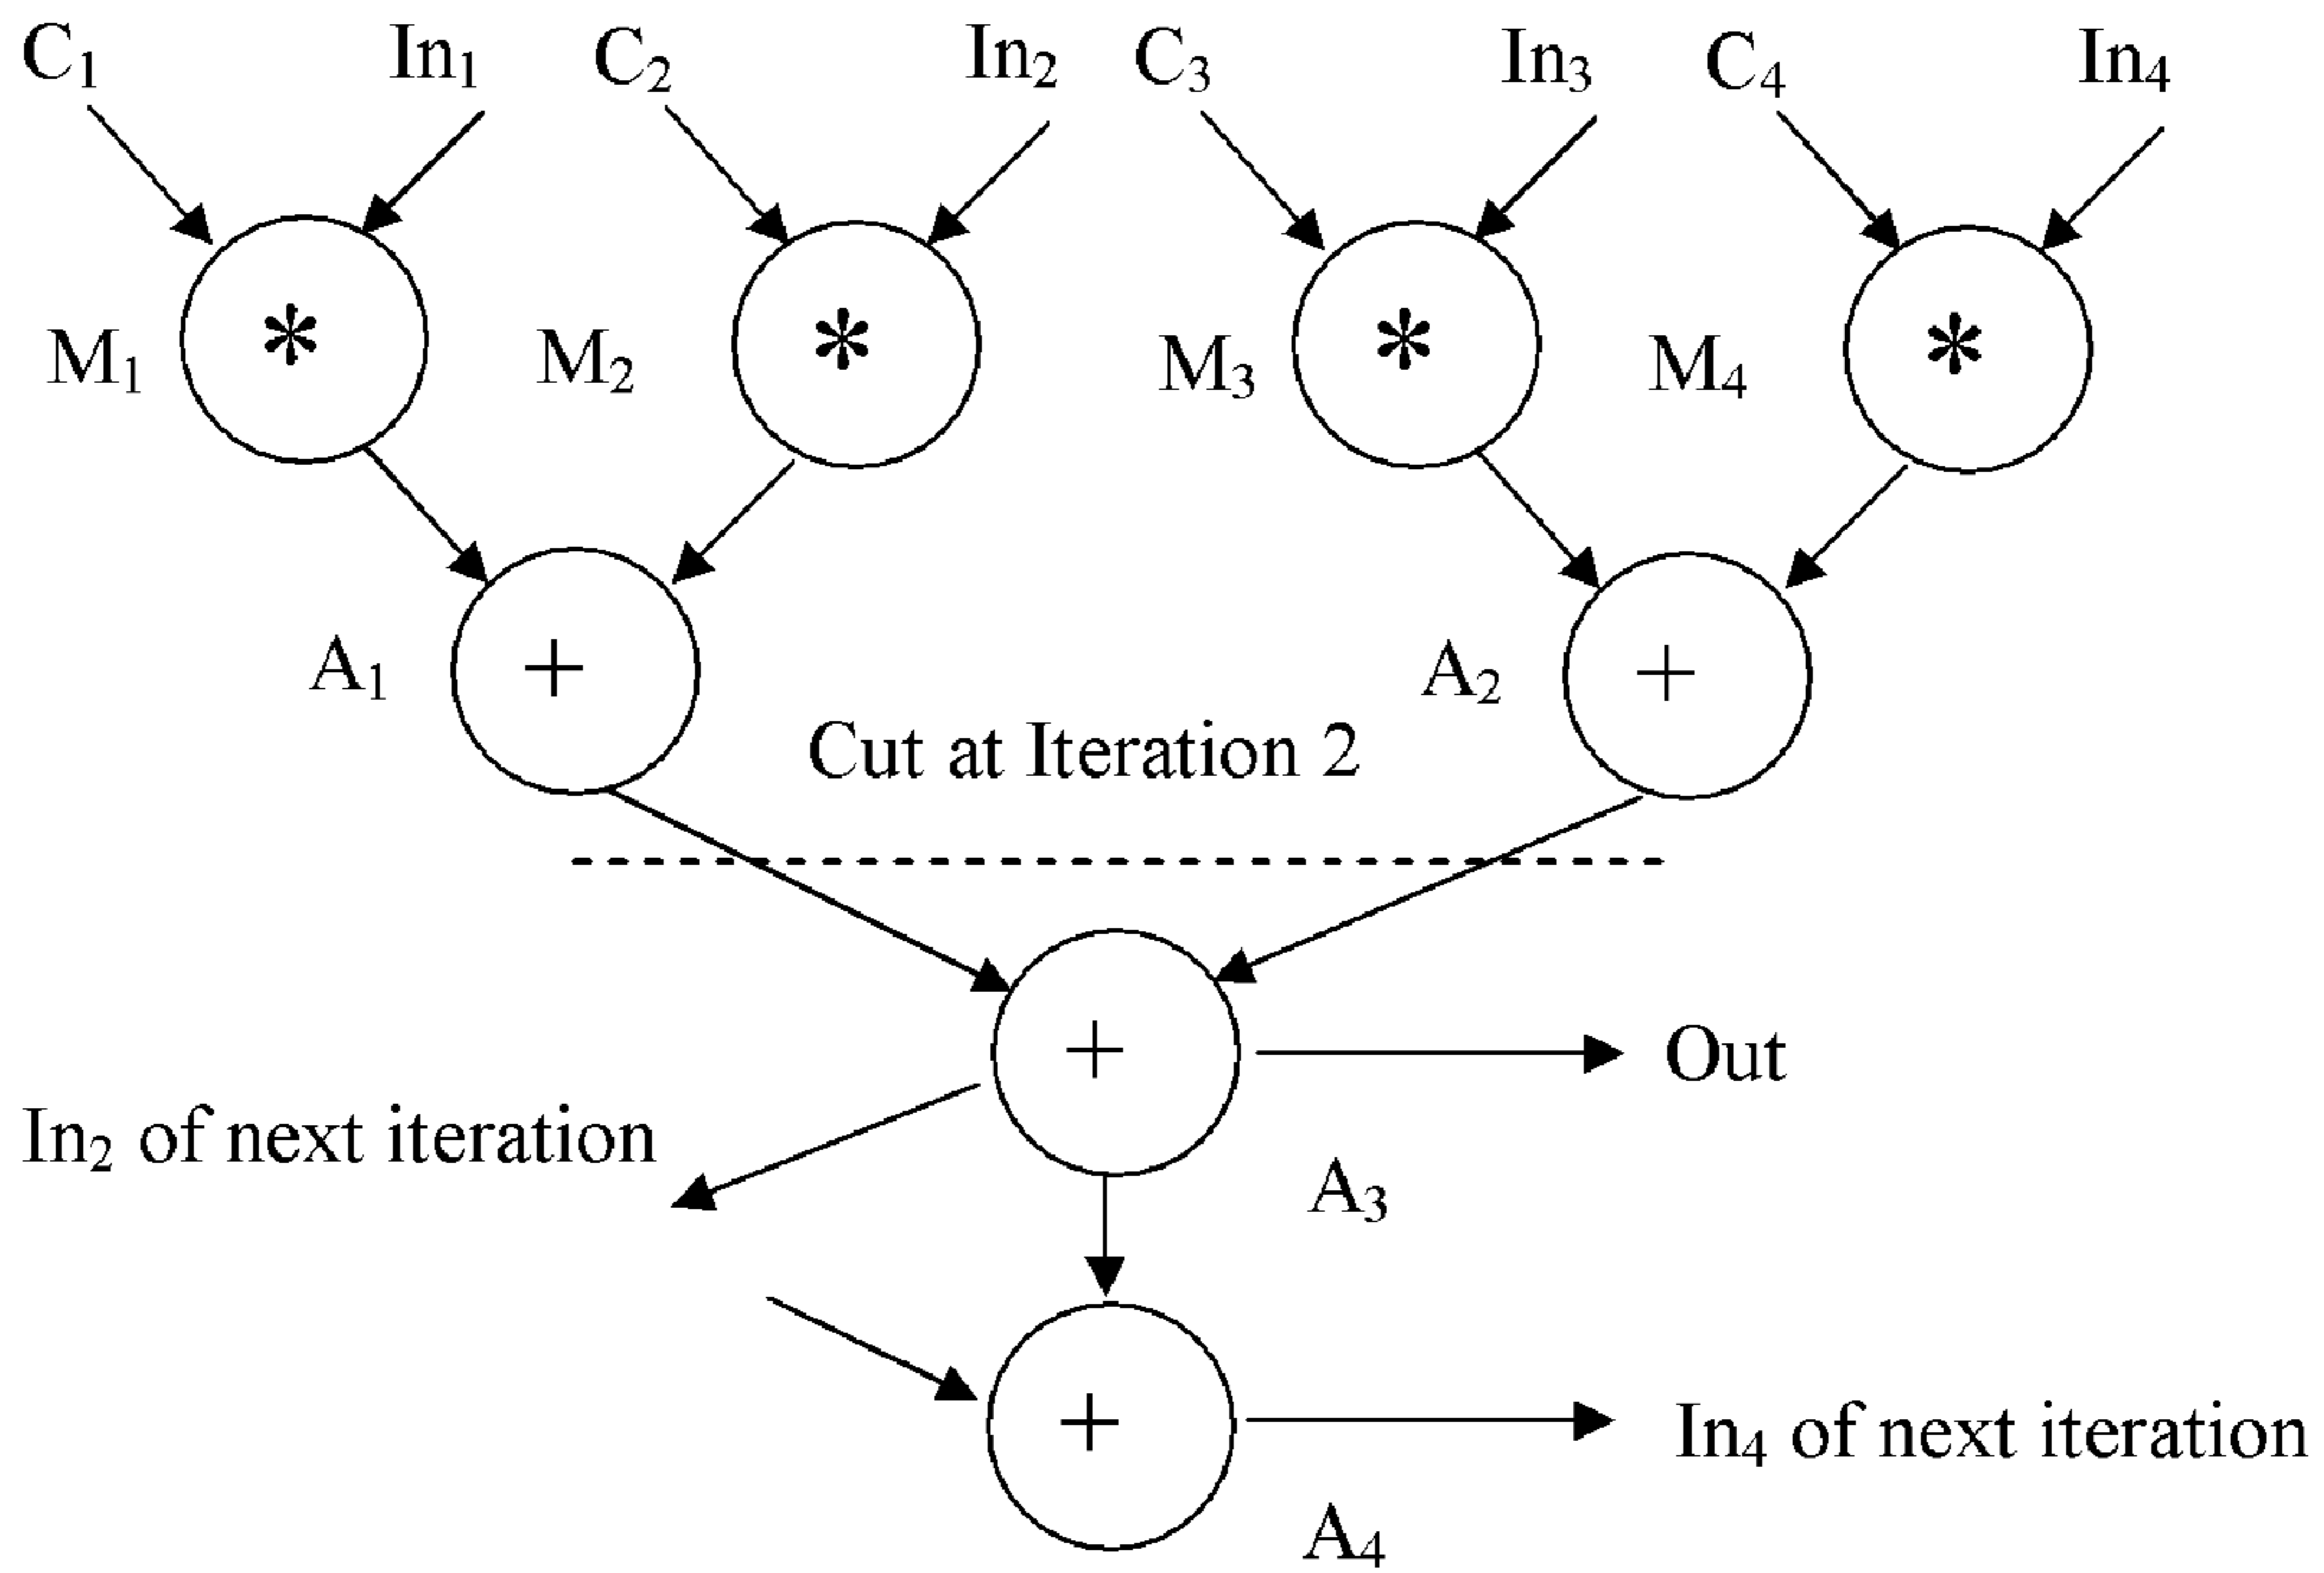 C₁ In₁ C₂ In₂ C₃ In₃ C₄ In₄
M₁ * M₂ * M₃ * M₄ *
A₁ + A₂ +
Cut at Iteration 2
+ Out
In₂ of next iteration
A₃
+ In₄ of next iteration
A₄